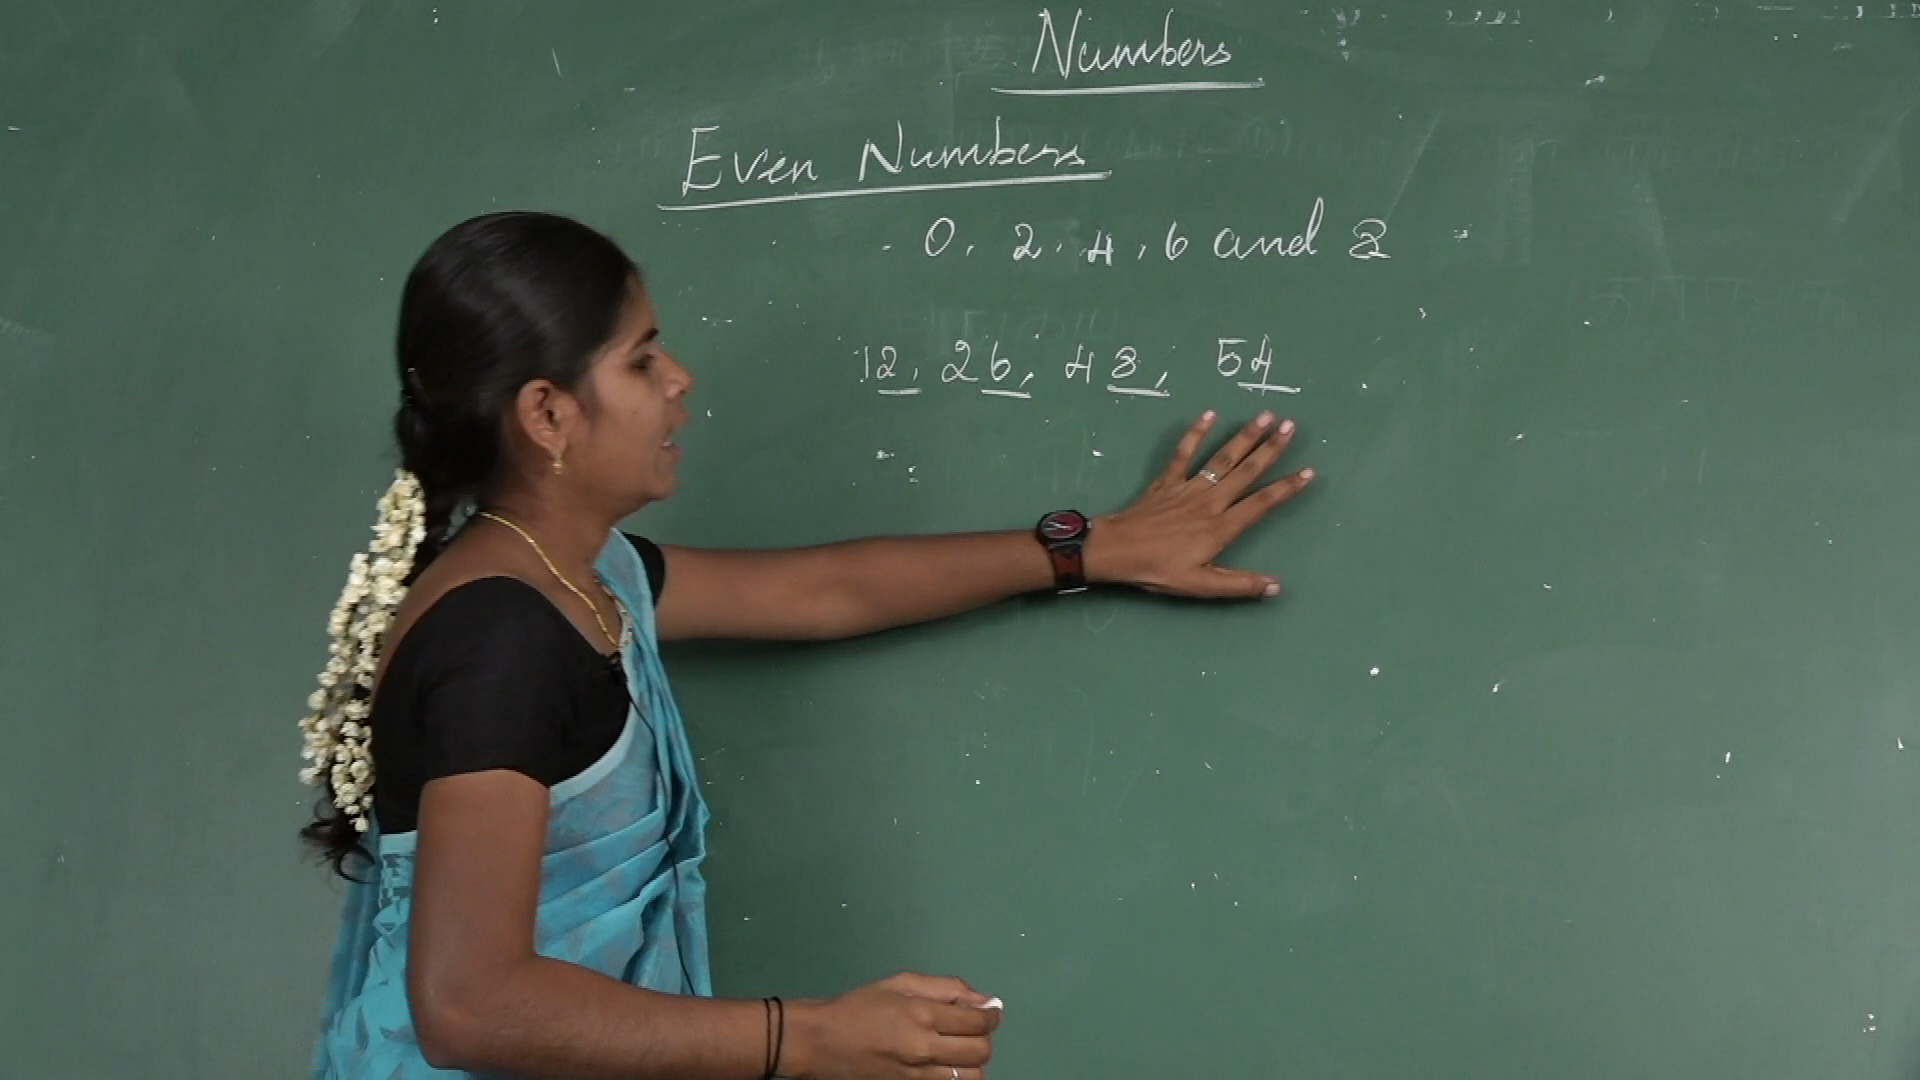 Numbers
Even Numbers
0, 2, 4, 6 and 8
12, 26, 48, 54